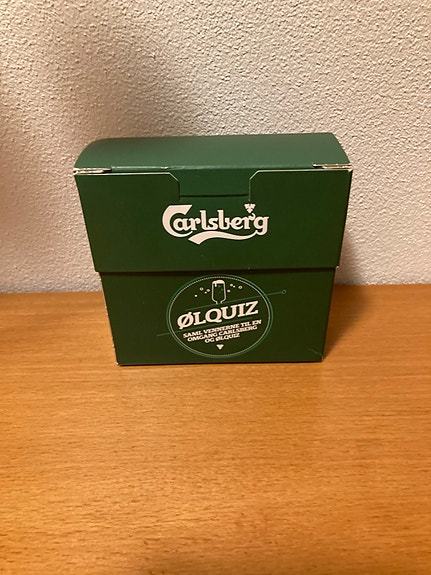 Carlsberg
ØLQUIZ
SAML VENNERNE TIL EN
OMGANG CARLSBERG
OG ØLQUIZ